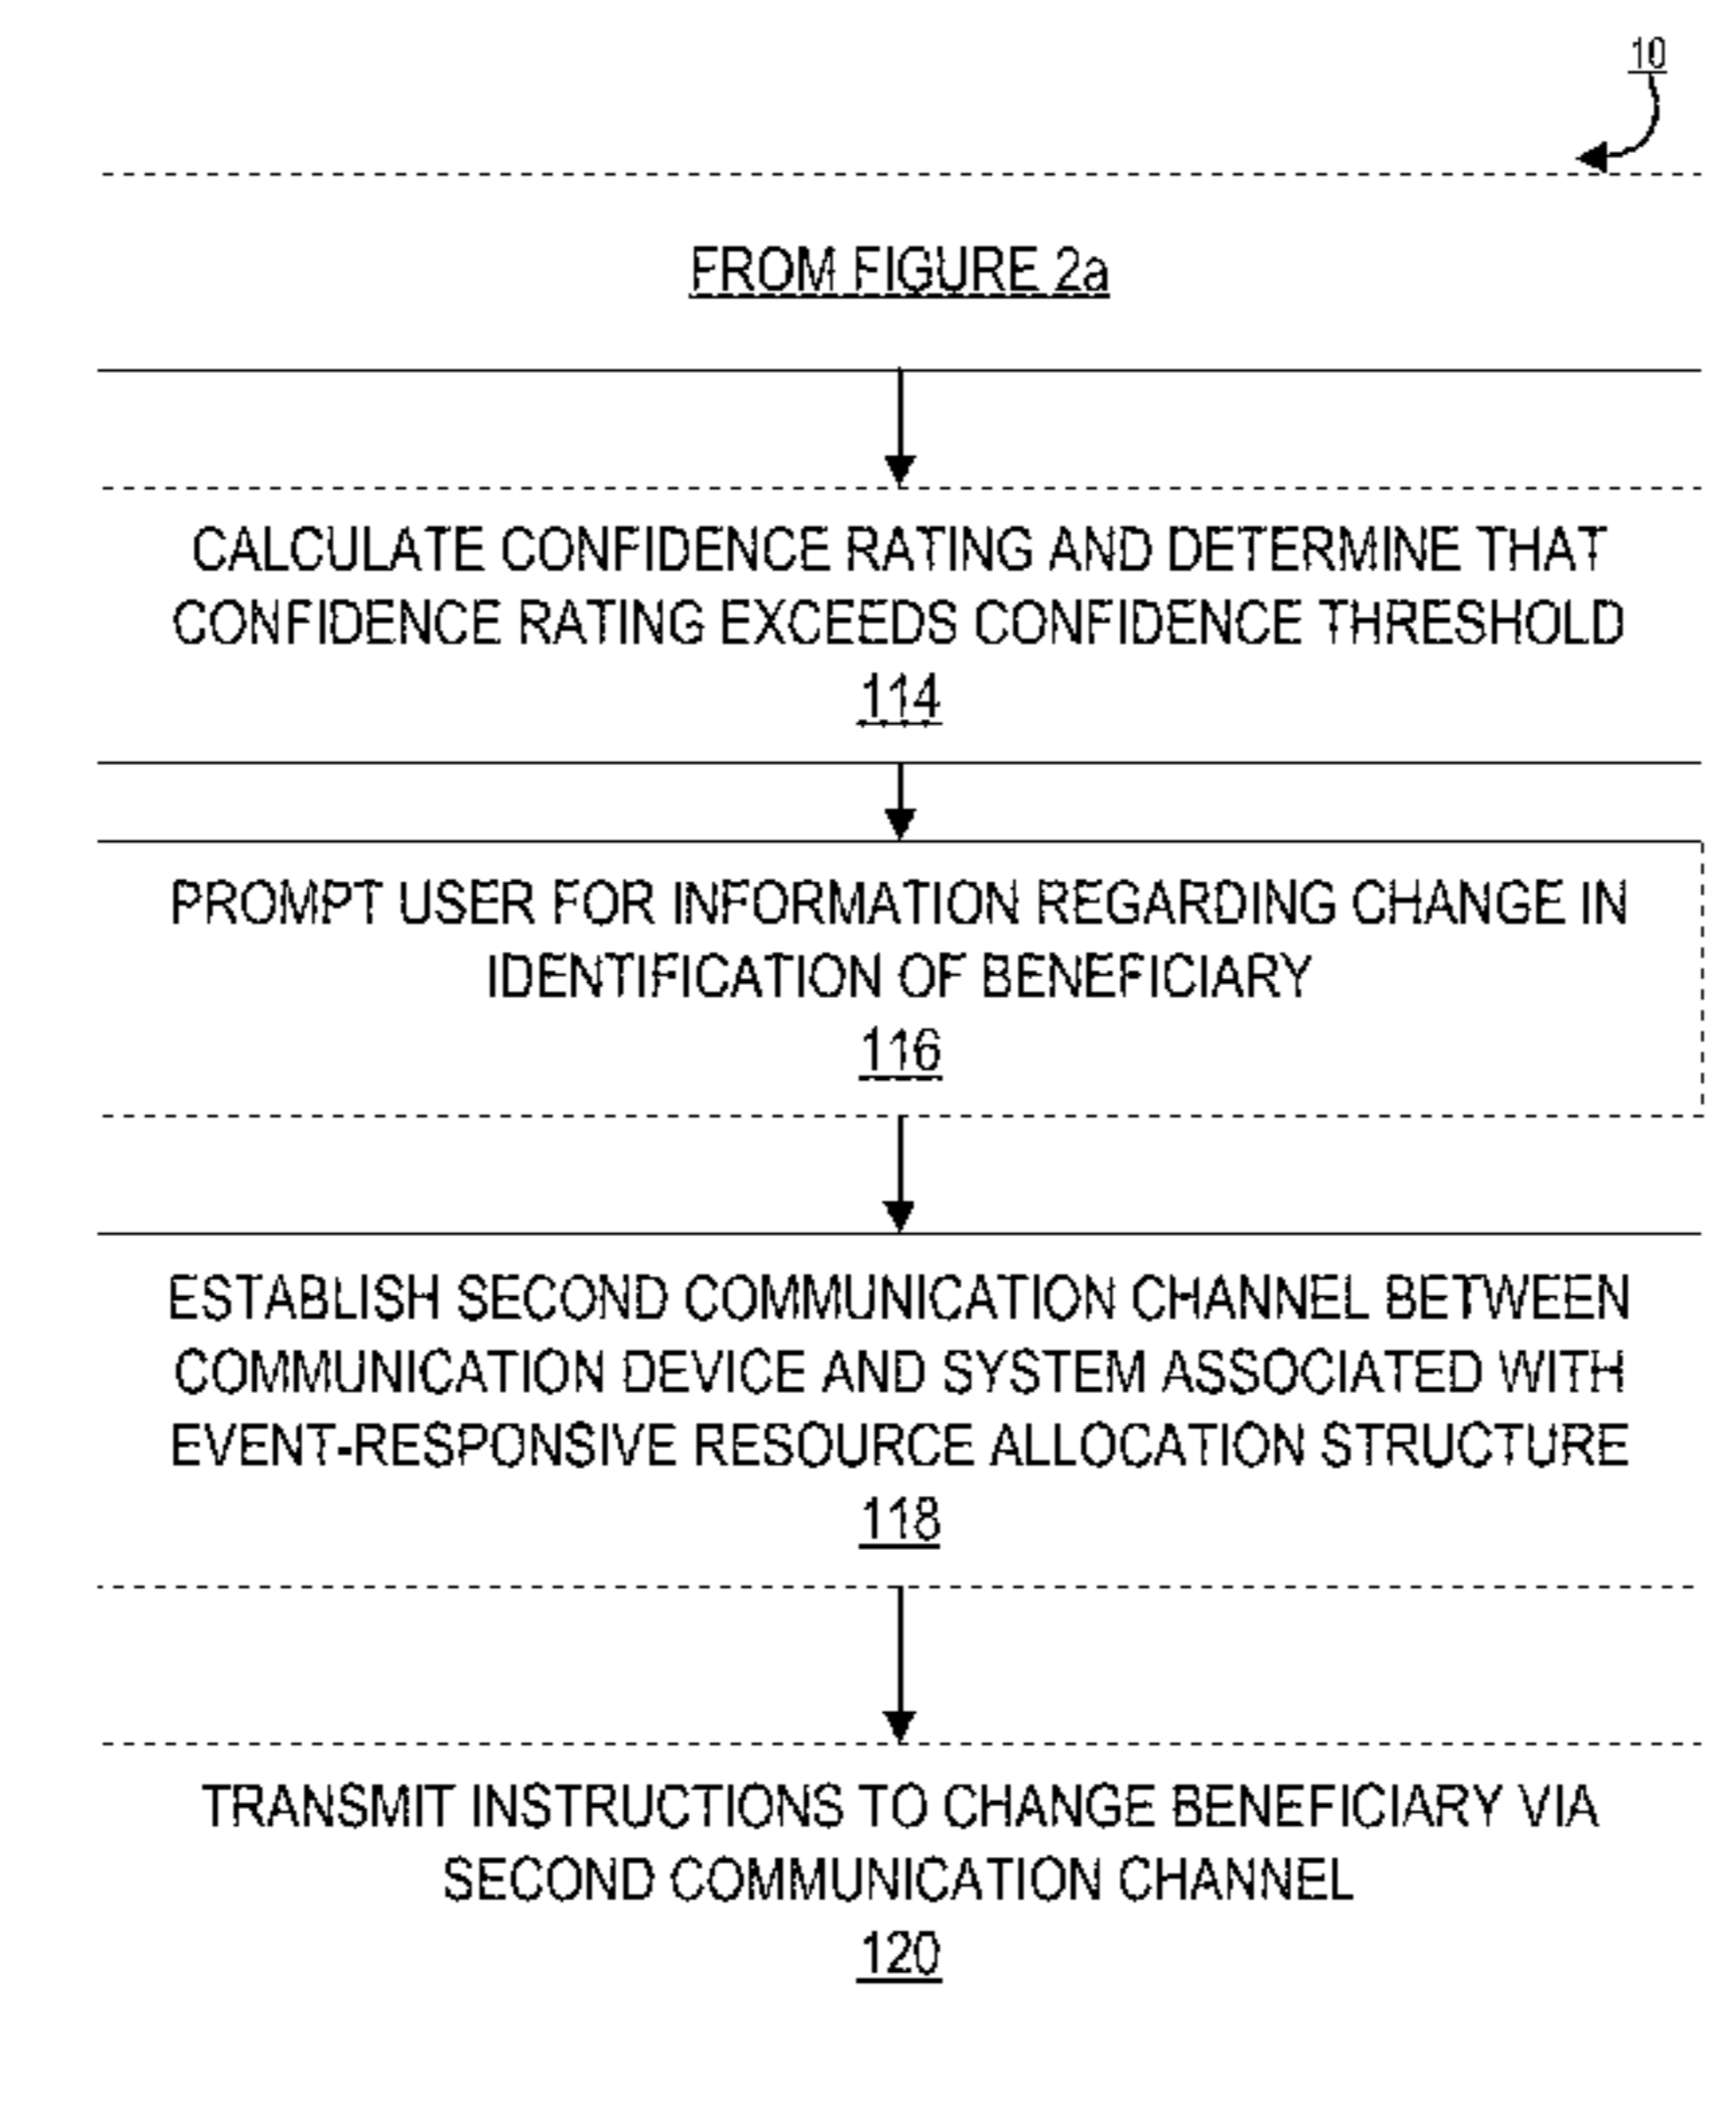 10
FROM FIGURE 2a
CALCULATE CONFIDENCE RATING AND DETERMINE THAT
CONFIDENCE RATING EXCEEDS CONFIDENCE THRESHOLD
114
PROMPT USER FOR INFORMATION REGARDING CHANGE IN
IDENTIFICATION OF BENEFICIARY
116
ESTABLISH SECOND COMMUNICATION CHANNEL BETWEEN
COMMUNICATION DEVICE AND SYSTEM ASSOCIATED WITH
EVENT-RESPONSIVE RESOURCE ALLOCATION STRUCTURE
118
TRANSMIT INSTRUCTIONS TO CHANGE BENEFICIARY VIA
SECOND COMMUNICATION CHANNEL
120